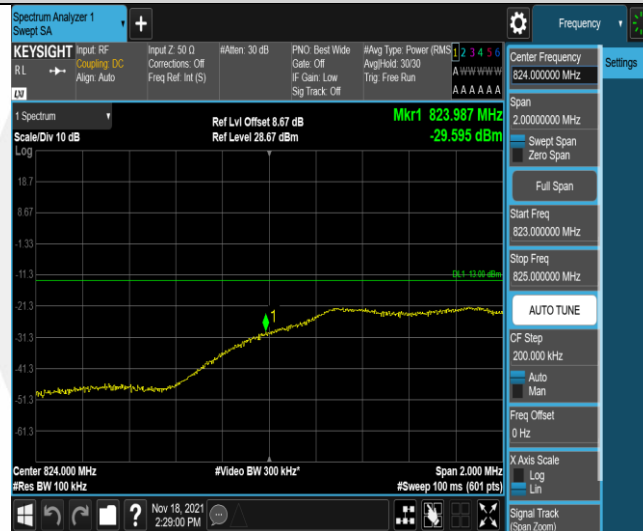 Spectrum Analyzer 1
Swept SA
+
Frequency
KEYSIGHT
R L
LXI
Input: RF
Coupling: DC
Align: Auto
Input Z: 50 Ω
Corrections: Off
Freq Ref: Int (S)
#Atten: 30 dB
PNO: Best Wide
Gate: Off
IF Gain: Low
Sig Track: Off
#Avg Type: Power (RMS
Avg|Hold: 30/30
Trig: Free Run
1 2 3 4 5 6
A W W W W W
A A A A A A
1 Spectrum
Scale/Div 10 dB
Log
Ref Lvl Offset 8.67 dB
Ref Level 28.67 dBm
Mkr1 823.987 MHz
-29.595 dBm
18.7
8.67
-1.33
-11.3
-21.3
-31.3
-41.3
-51.3
-61.3
DL1 -13.00 dBm
1
Center 824.000 MHz
#Res BW 100 kHz
#Video BW 300 kHz*
Span 2.000 MHz
#Sweep 100 ms (601 pts)
?
Nov 18, 2021
2:29:00 PM
Center Frequency
824.000000 MHz
Span
2.00000000 MHz
Swept Span
Zero Span
Full Span
Start Freq
823.000000 MHz
Stop Freq
825.000000 MHz
AUTO TUNE
CF Step
200.000 kHz
Auto
Man
Freq Offset
0 Hz
X Axis Scale
Log
Lin
Signal Track
(Span Zoom)
Settings